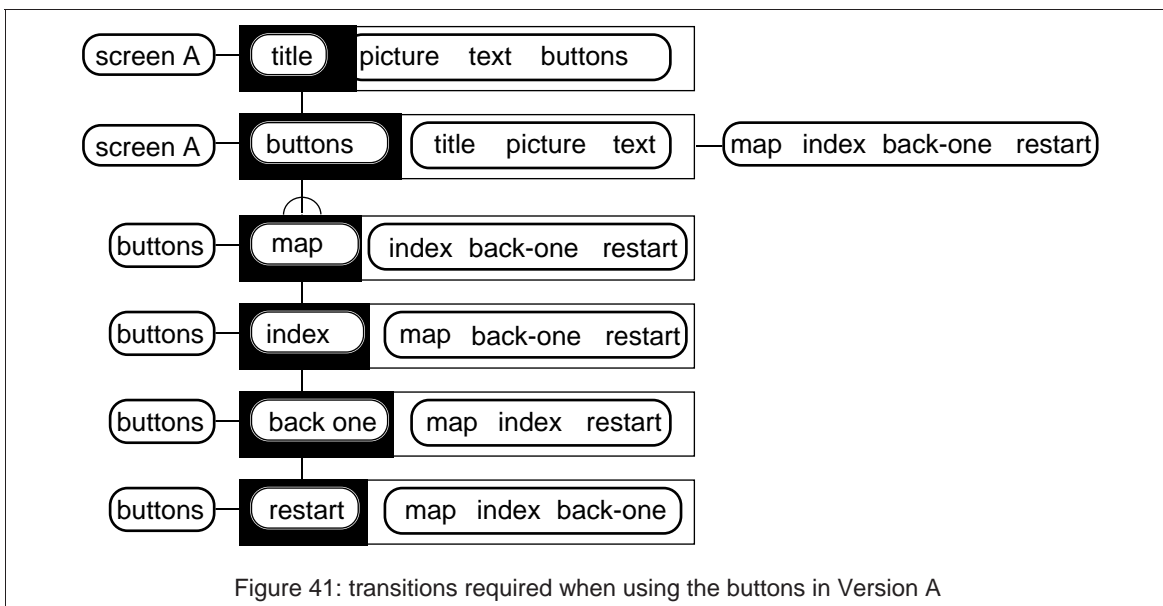 screen A title picture text buttons
screen A buttons title picture text map index back-one restart
buttons map index back-one restart
buttons index map back-one restart
buttons back one map index restart
buttons restart map index back-one
Figure 41: transitions required when using the buttons in Version A